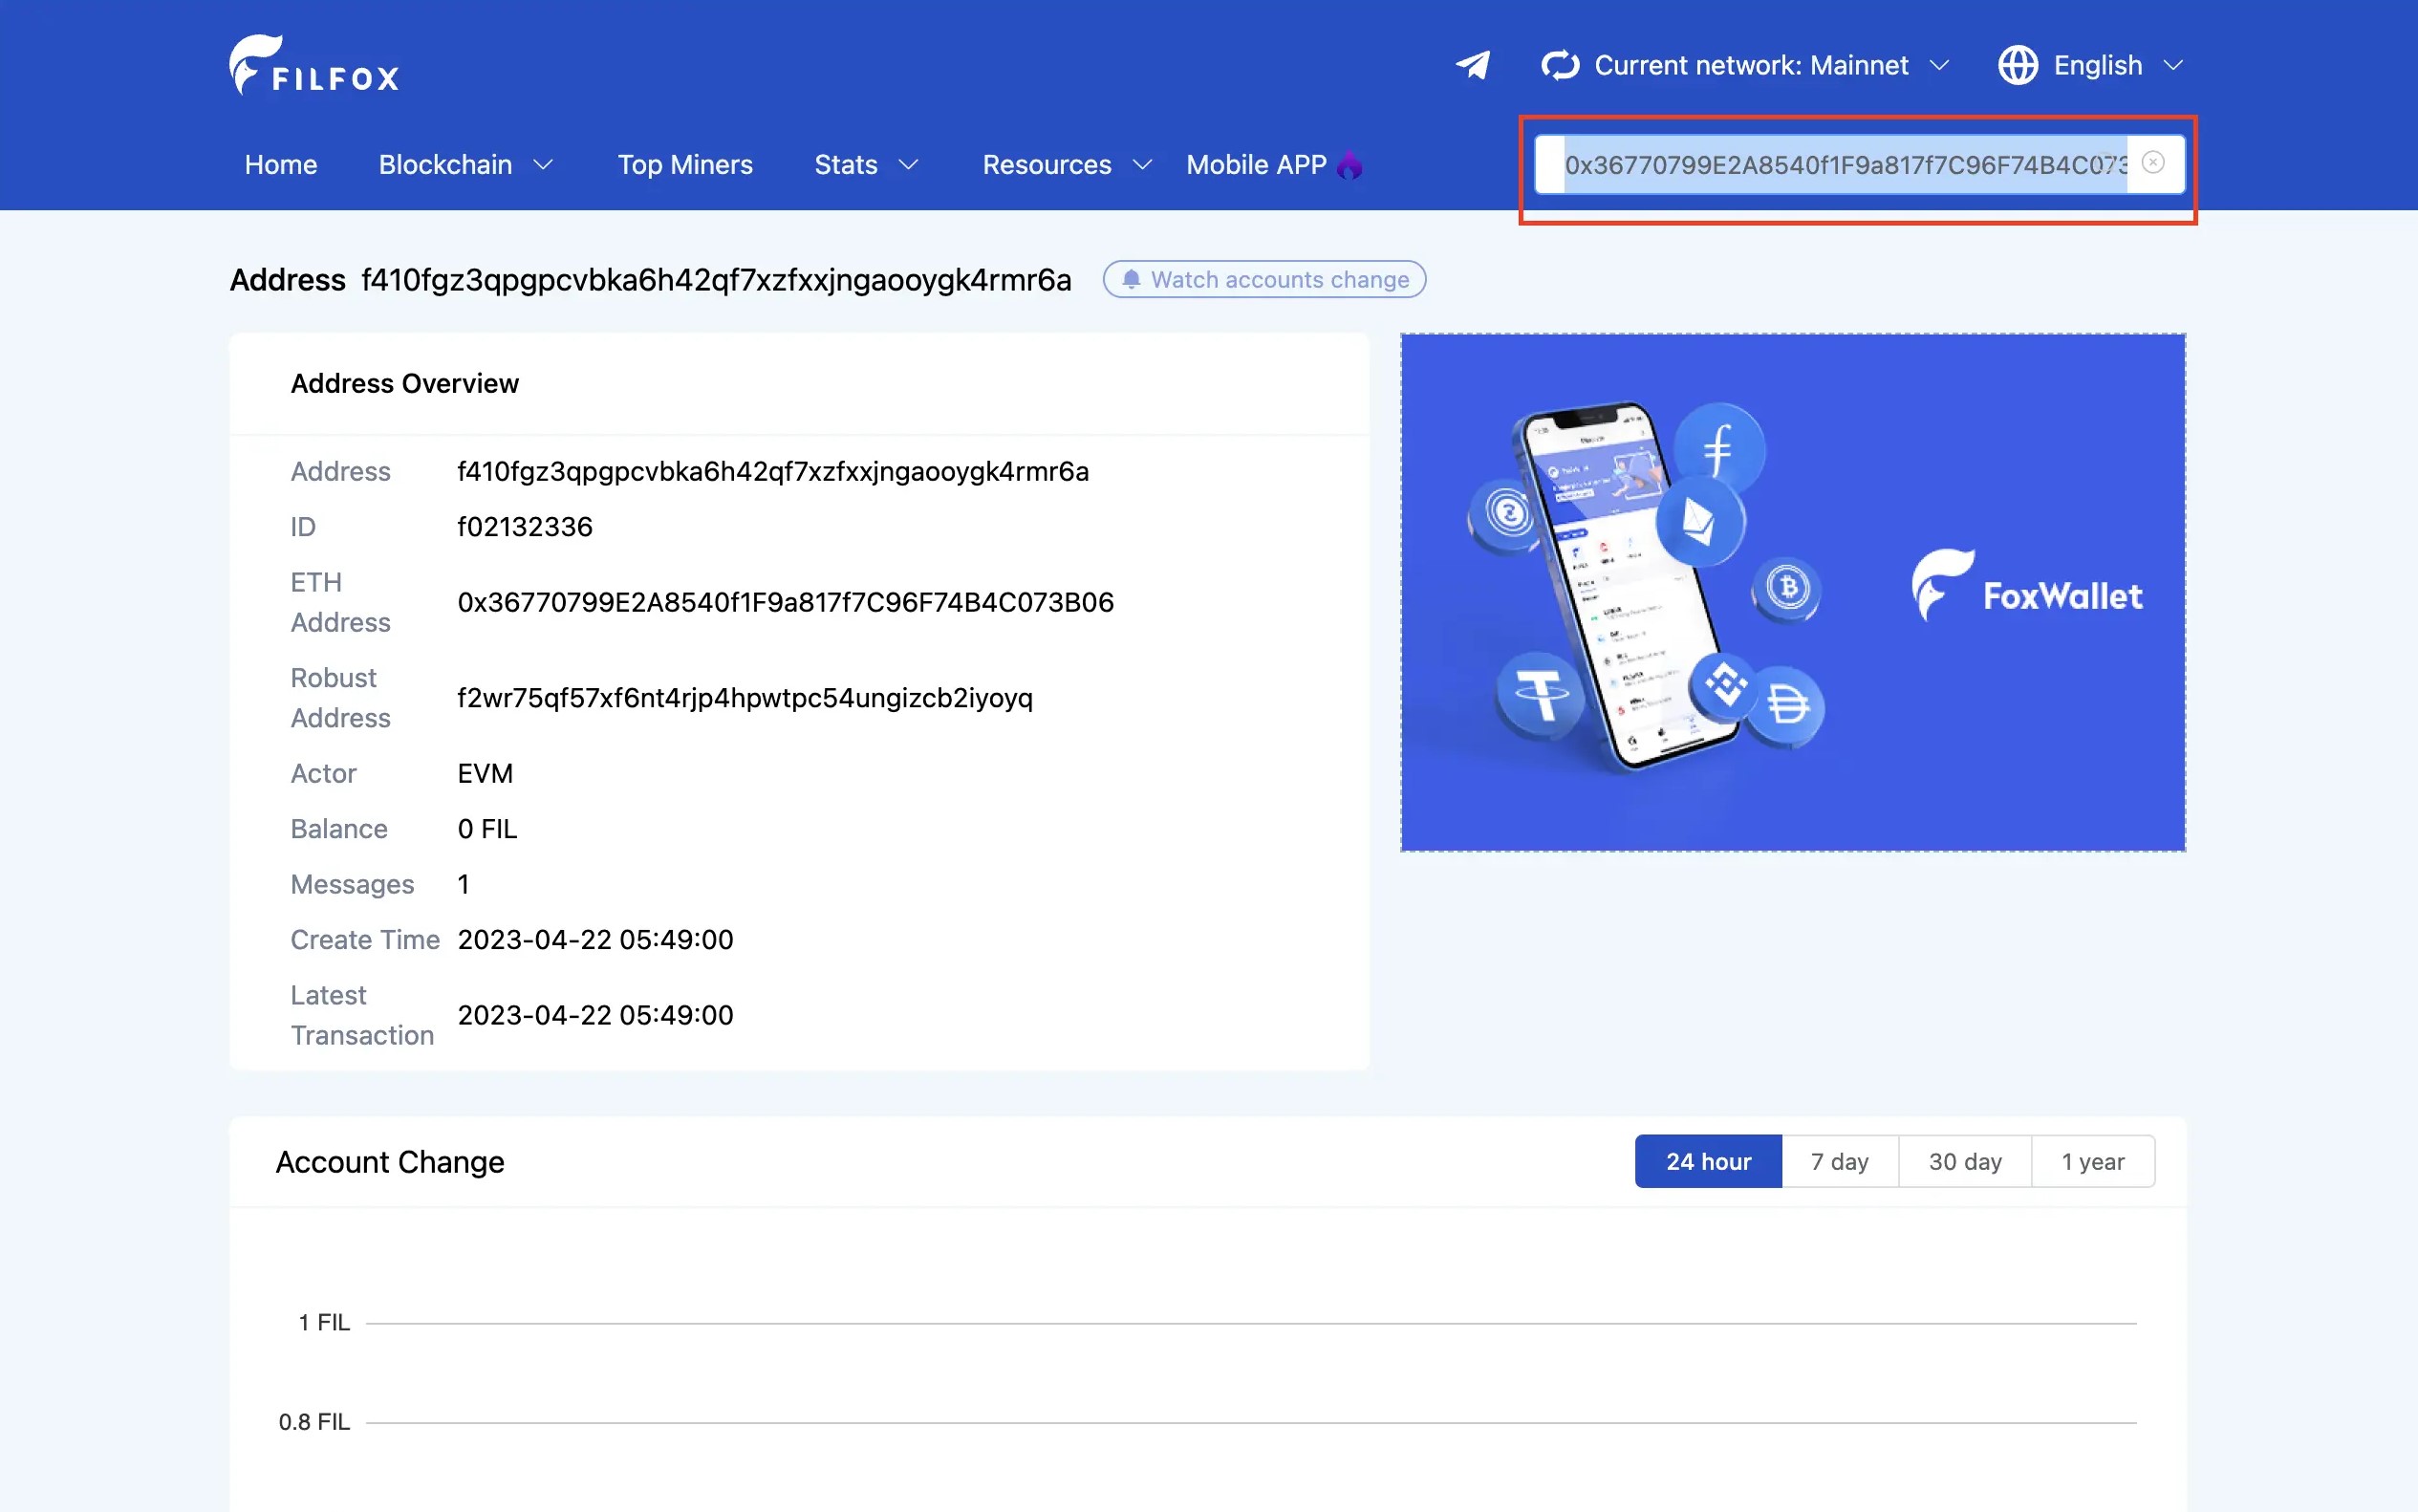 FILFOX
Current network: Mainnet
English
Home
Blockchain
Top Miners
Stats
Resources
Mobile APP
0x36770799E2A8540f1F9a817f7C96F74B4C073
Address f410fgz3qpgpcvbka6h42qf7xzfxxjngaooygk4rmr6a
Watch accounts change
Address Overview
Address f410fgz3qpgpcvbka6h42qf7xzfxxjngaooygk4rmr6a
ID f02132336
ETH
Address
0x36770799E2A8540f1F9a817f7C96F74B4C073B06
Robust
Address
f2wr75qf57xf6nt4rjp4hpwtpc54ungizcb2iyoyq
Actor EVM
Balance 0 FIL
Messages 1
Create Time 2023-04-22 05:49:00
Latest
Transaction
2023-04-22 05:49:00
FoxWallet
Account Change
24 hour
7 day
30 day
1 year
1 FIL
0.8 FIL